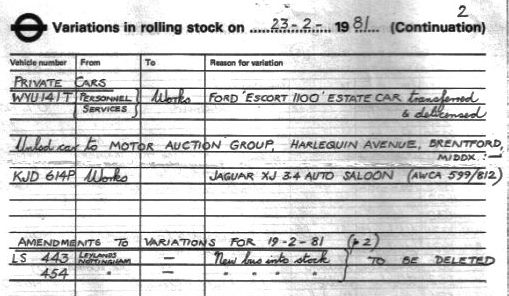 2
Variations in rolling stock on .....23-2-..... 19 81.... (Continuation)
Vehicle number From To Reason for variation
PRIVATE CARS
WYU 141T PERSONNEL SERVICES } Works FORD 'ESCORT 1100' ESTATE CAR transferred
& delicensed
car to MOTOR AUCTION GROUP, HARLEQUIN AVENUE, BRENTFORD,
MIDDX. :-
KJD 614P Works JAGUAR XJ 3.4 AUTO SALOON (AWCA 599/812)
AMENDMENTS TO VARIATIONS FOR 19-2-81 (p 2)
LS 443 LEYLANDS NOTTINGHAM — New bus into stock } TO BE DELETED
454 " — " " " "